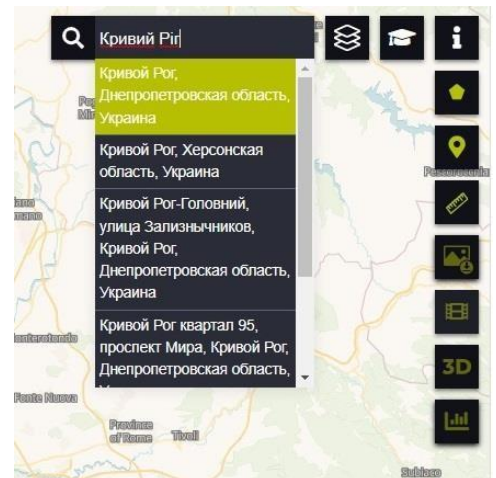 Кривий Ріг
Кривой Рог,
Днепропетровская область,
Украина
Кривой Рог, Херсонская
область, Украина
Кривой Рог-Головний,
улица Зализнычников,
Кривой Рог,
Днепропетровская область,
Украина
Кривой Рог квартал 95,
проспект Мира, Кривой Рог,
Днепропетровская область,
3D
Monterotondo
Fonte Nuova
Province
of Rome
Tivoli
Subiaco